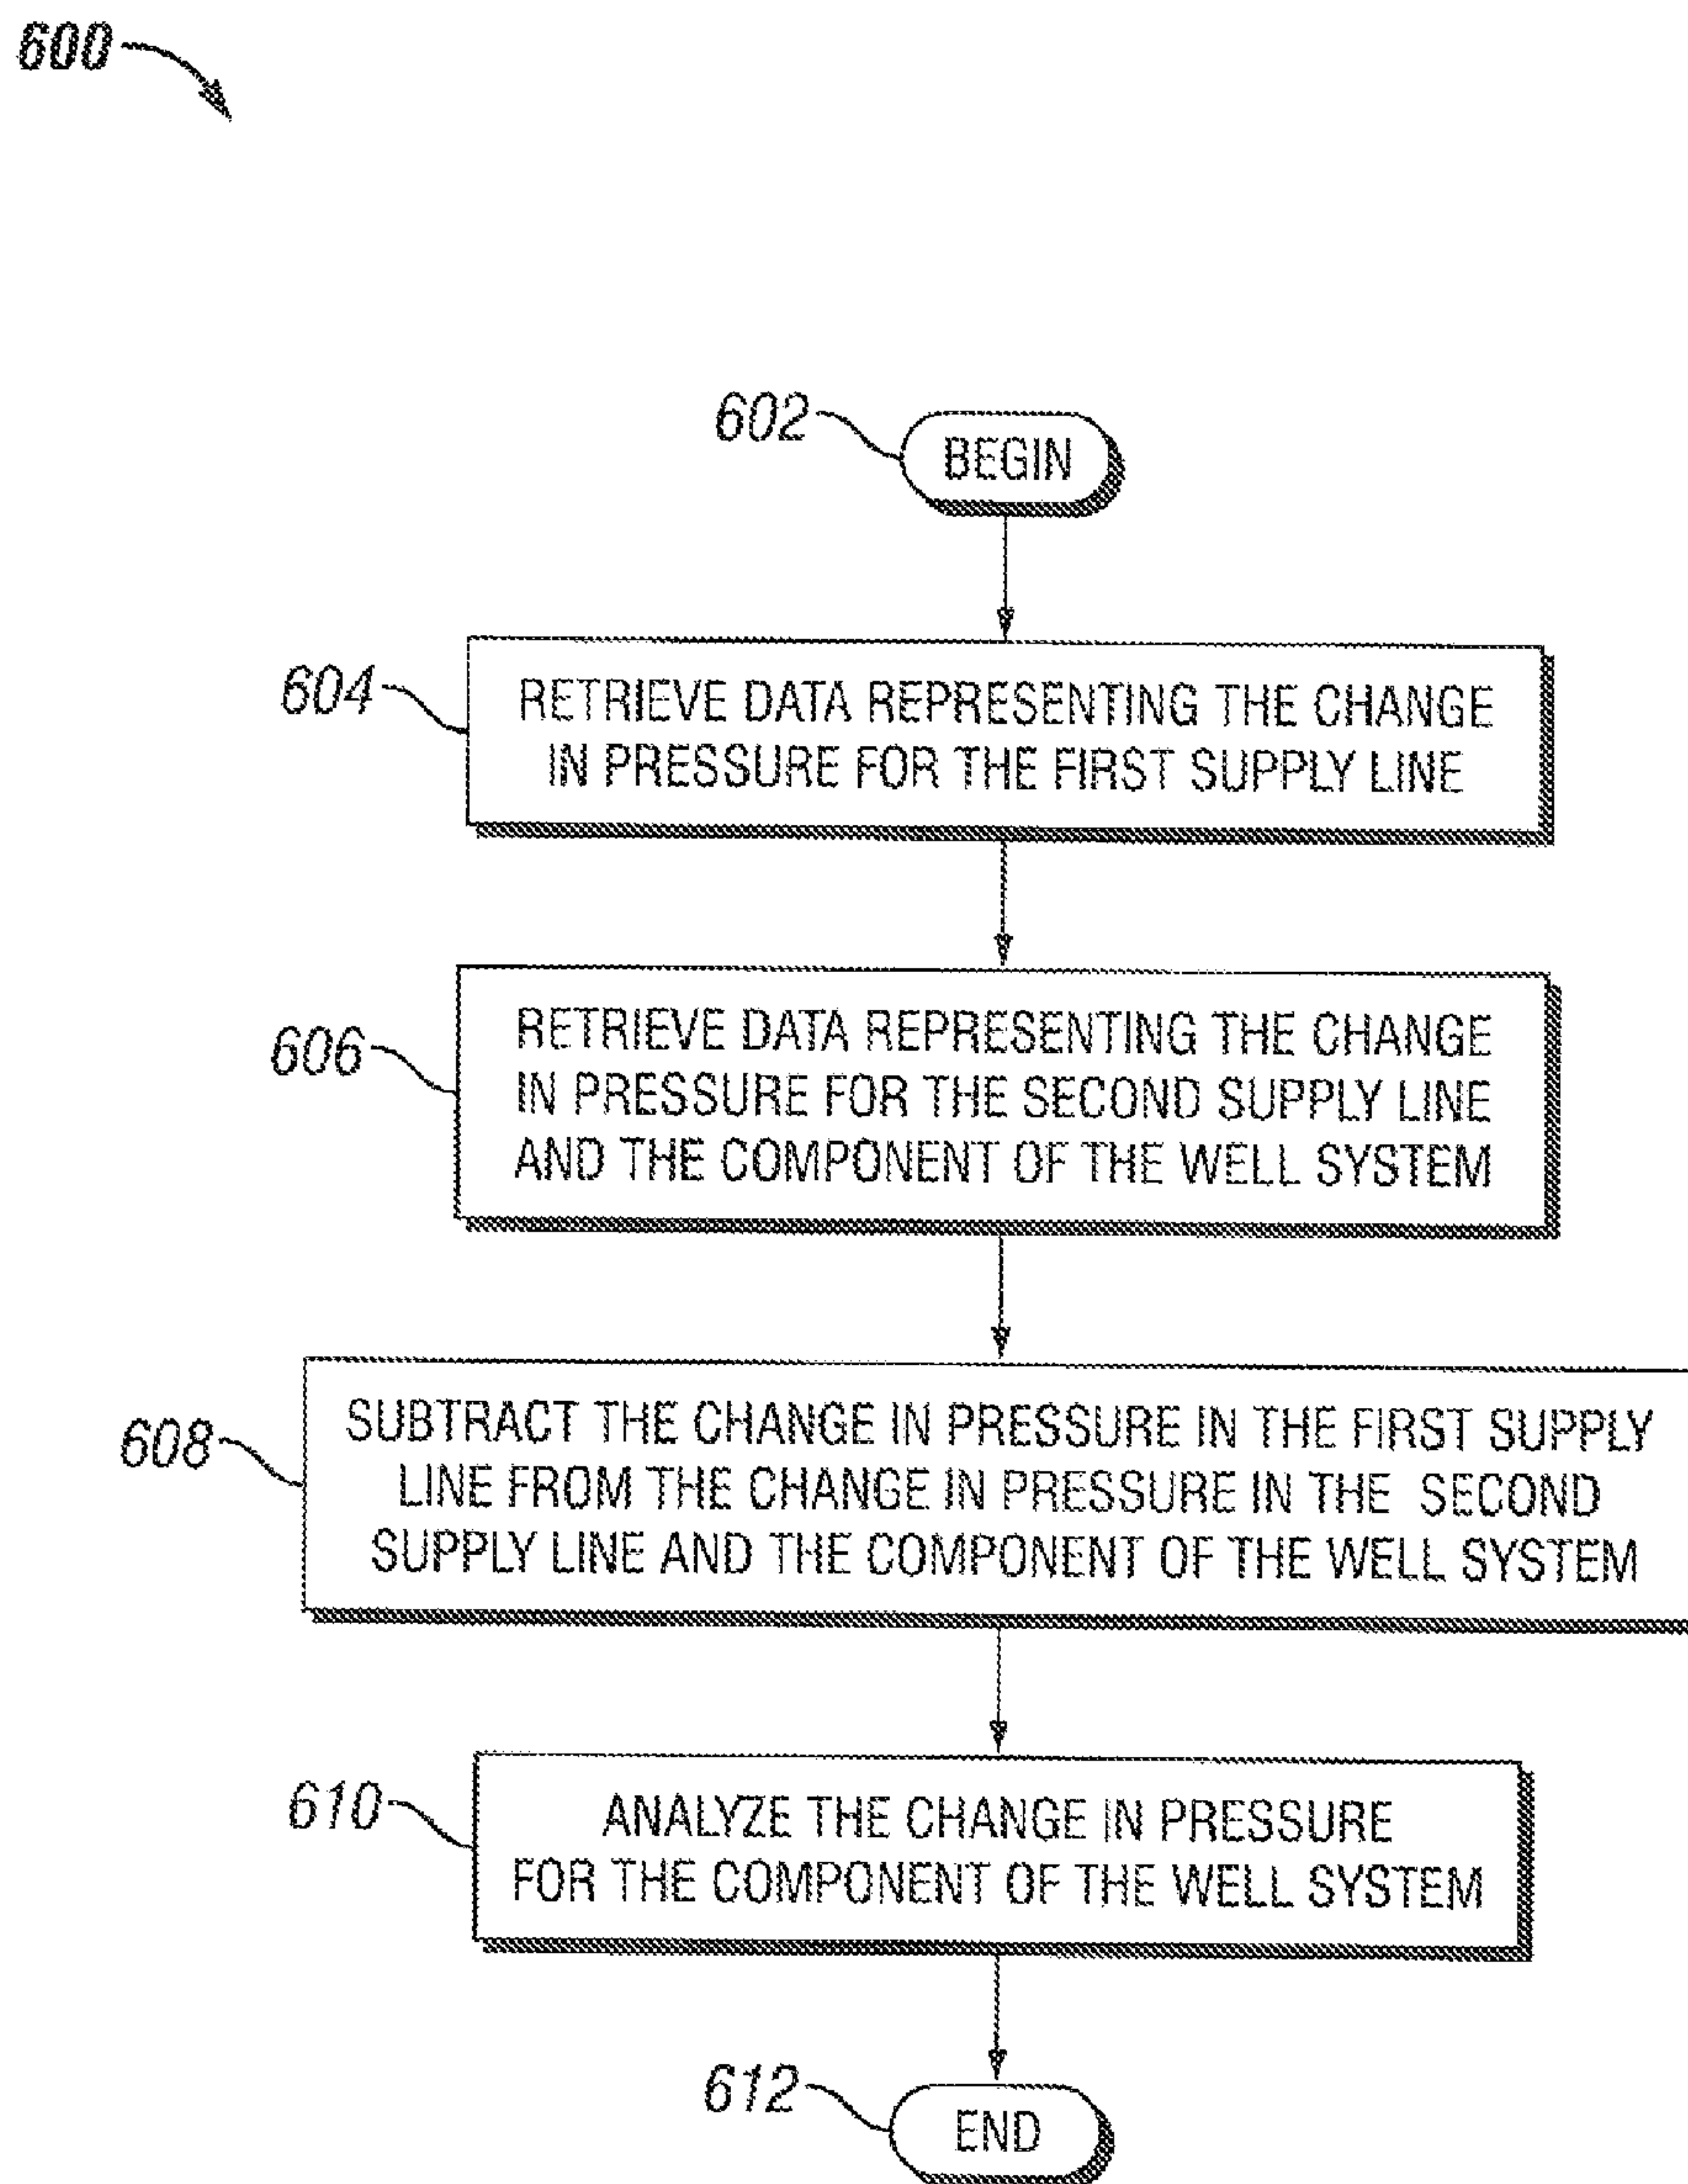 600
602
BEGIN
604
RETRIEVE DATA REPRESENTING THE CHANGE
IN PRESSURE FOR THE FIRST SUPPLY LINE
606
RETRIEVE DATA REPRESENTING THE CHANGE
IN PRESSURE FOR THE SECOND SUPPLY LINE
AND THE COMPONENT OF THE WELL SYSTEM
608
SUBTRACT THE CHANGE IN PRESSURE IN THE FIRST SUPPLY
LINE FROM THE CHANGE IN PRESSURE IN THE SECOND
SUPPLY LINE AND THE COMPONENT OF THE WELL SYSTEM
610
ANALYZE THE CHANGE IN PRESSURE
FOR THE COMPONENT OF THE WELL SYSTEM
612
END